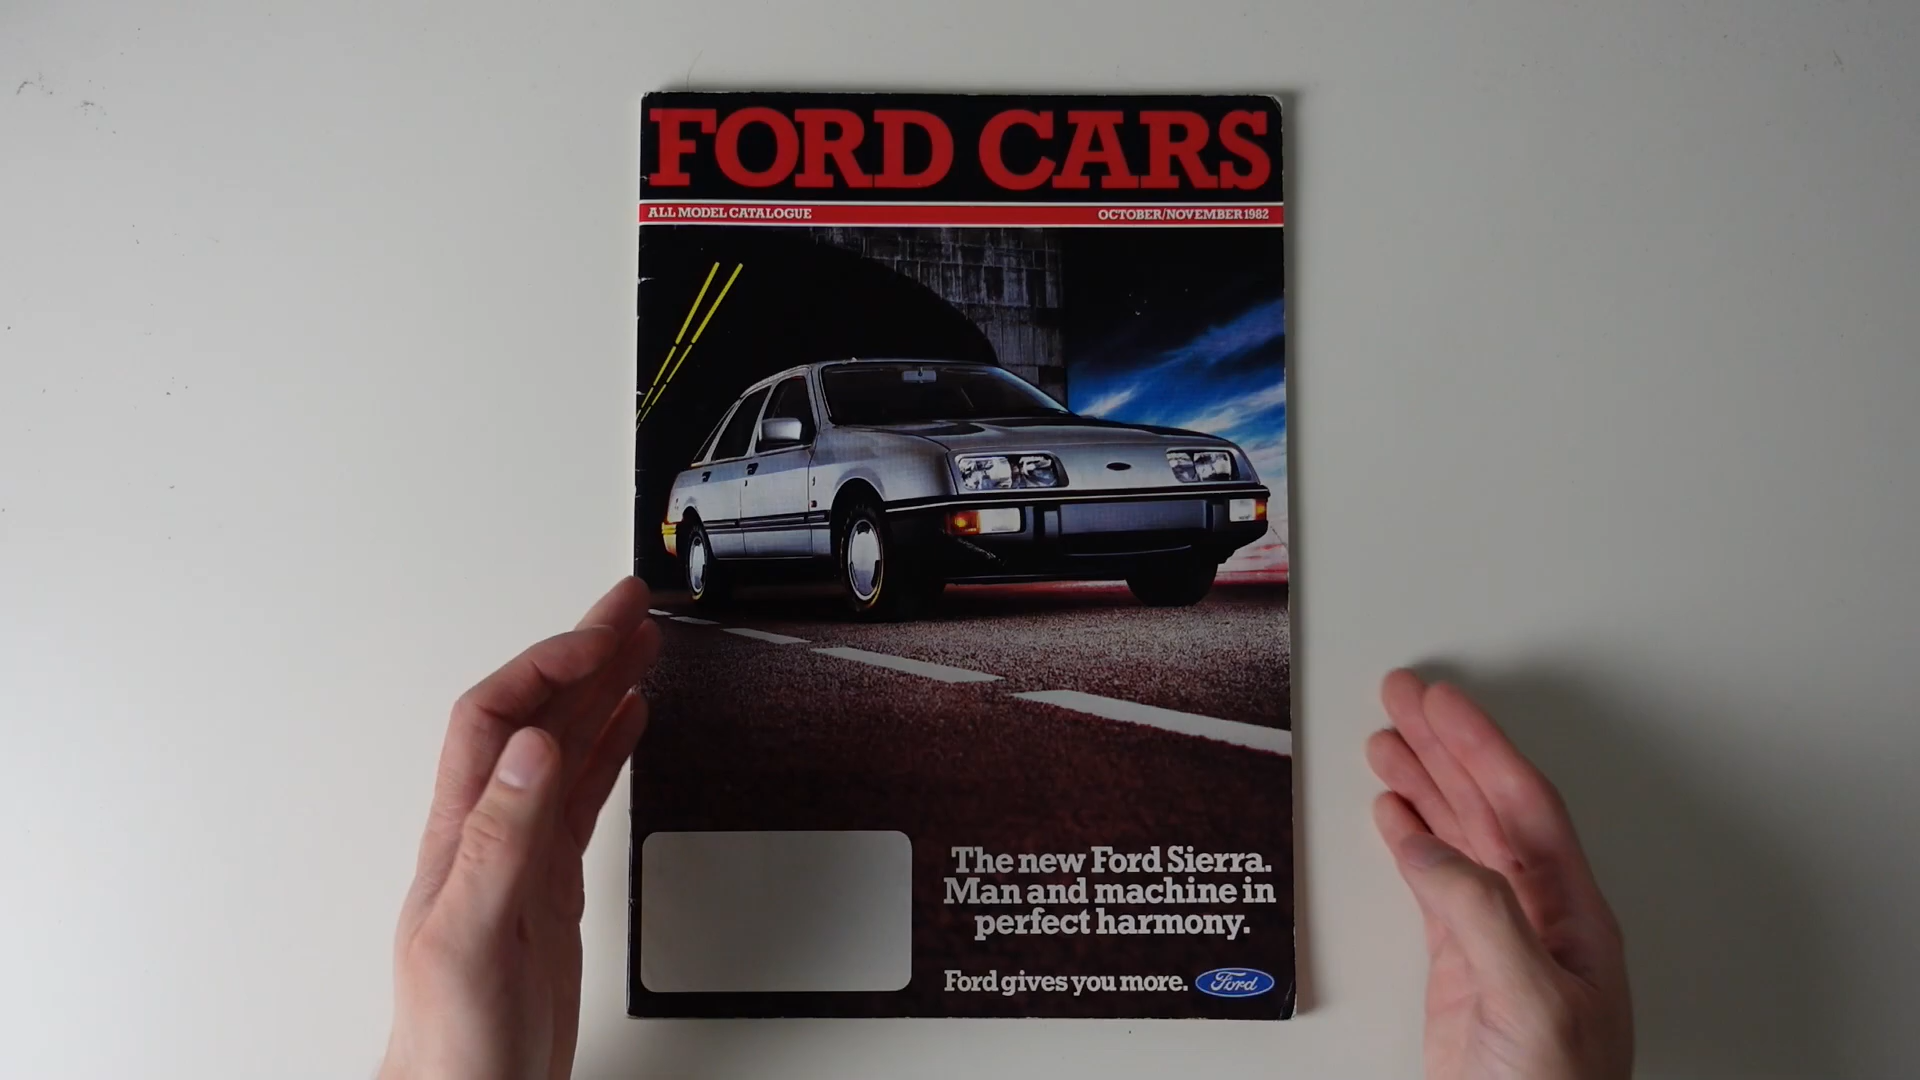 FORD CARS
ALL MODEL CATALOGUE OCTOBER/NOVEMBER 1982
The new Ford Sierra.
Man and machine in
perfect harmony.
Ford gives you more. Ford